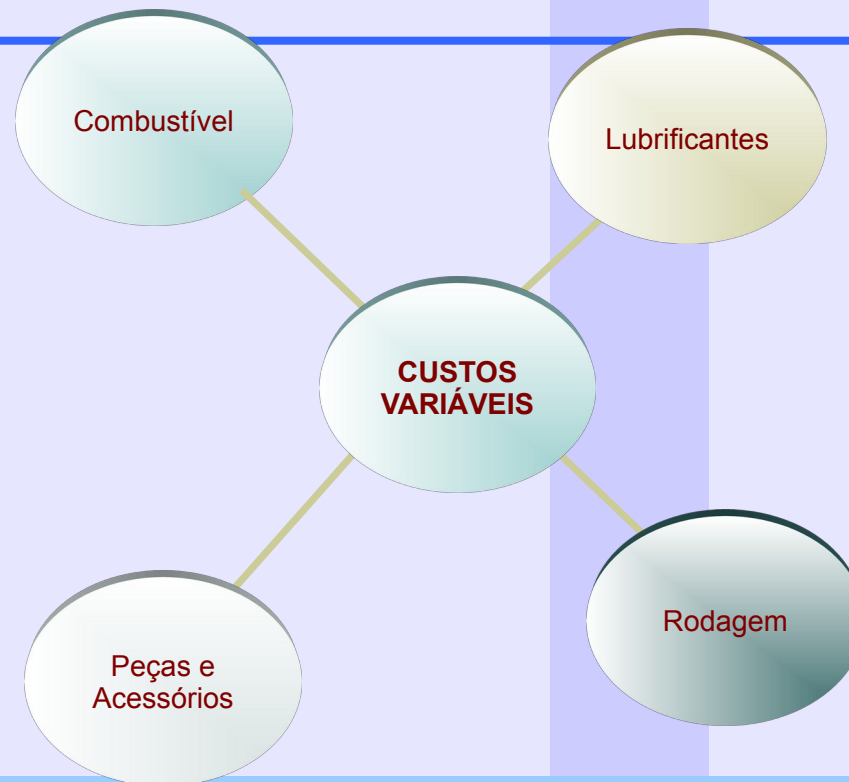 Combustível
Lubrificantes
CUSTOS
VARIÁVEIS
Rodagem
Peças e
Acessórios